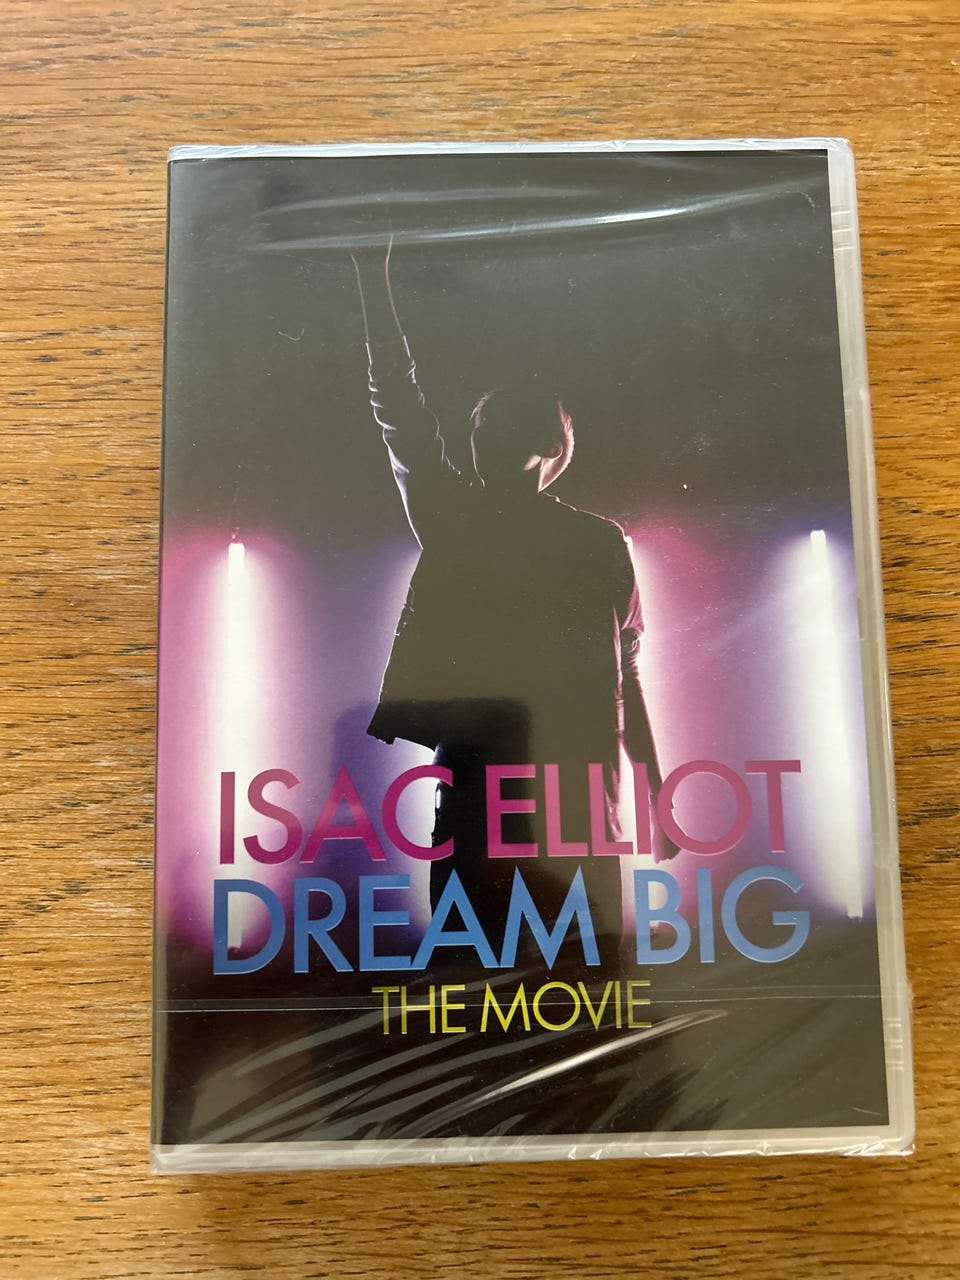 ISAC ELLIOT
DREAM BIG
THE MOVIE